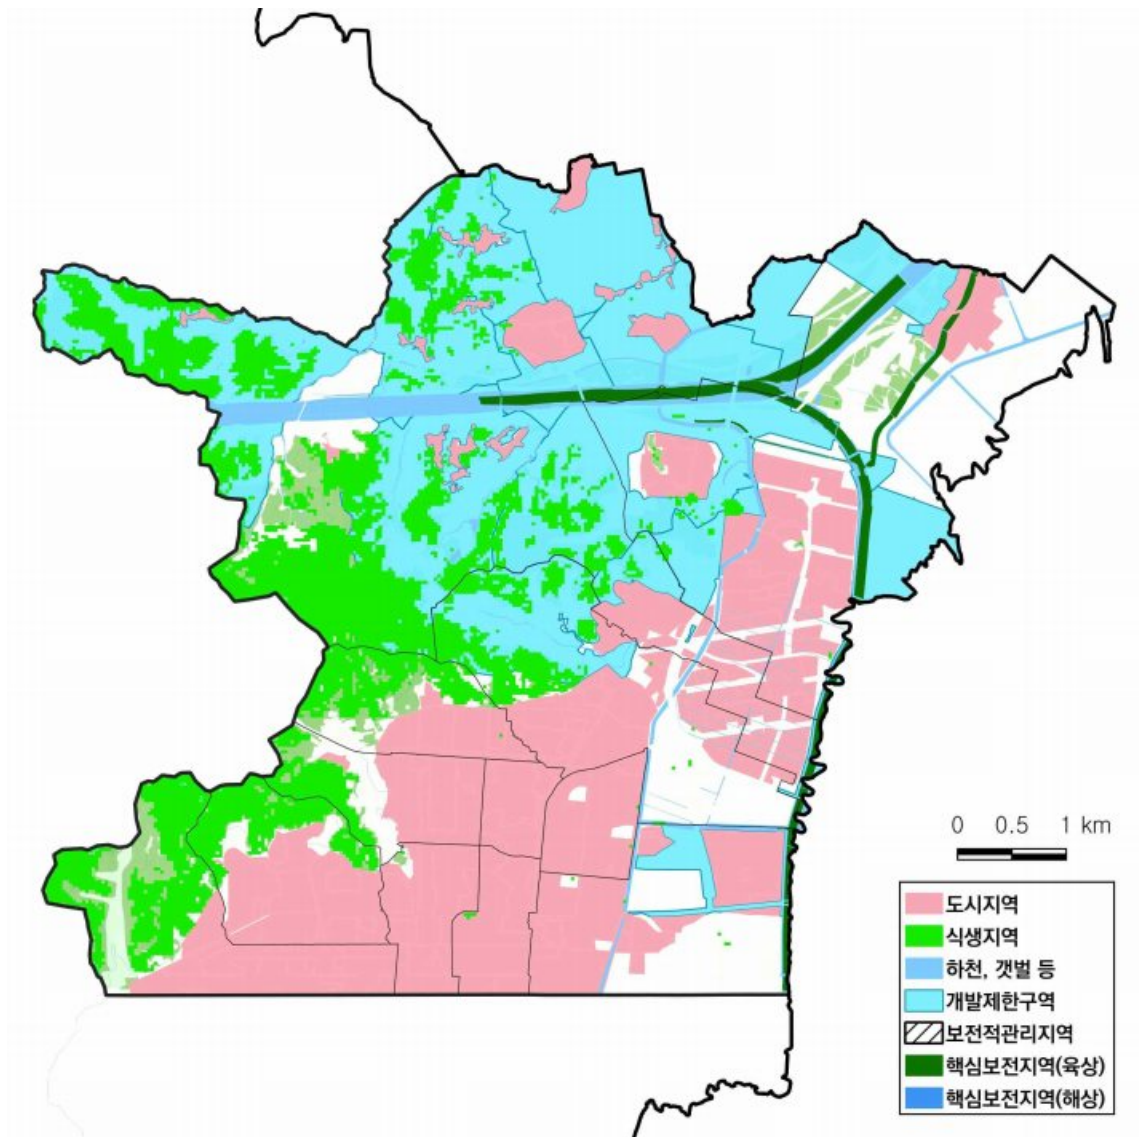 0 0.5 1 km
도시지역
식생지역
하천, 갯벌 등
개발제한구역
보전적관리지역
핵심보전지역(육상)
핵심보전지역(해상)